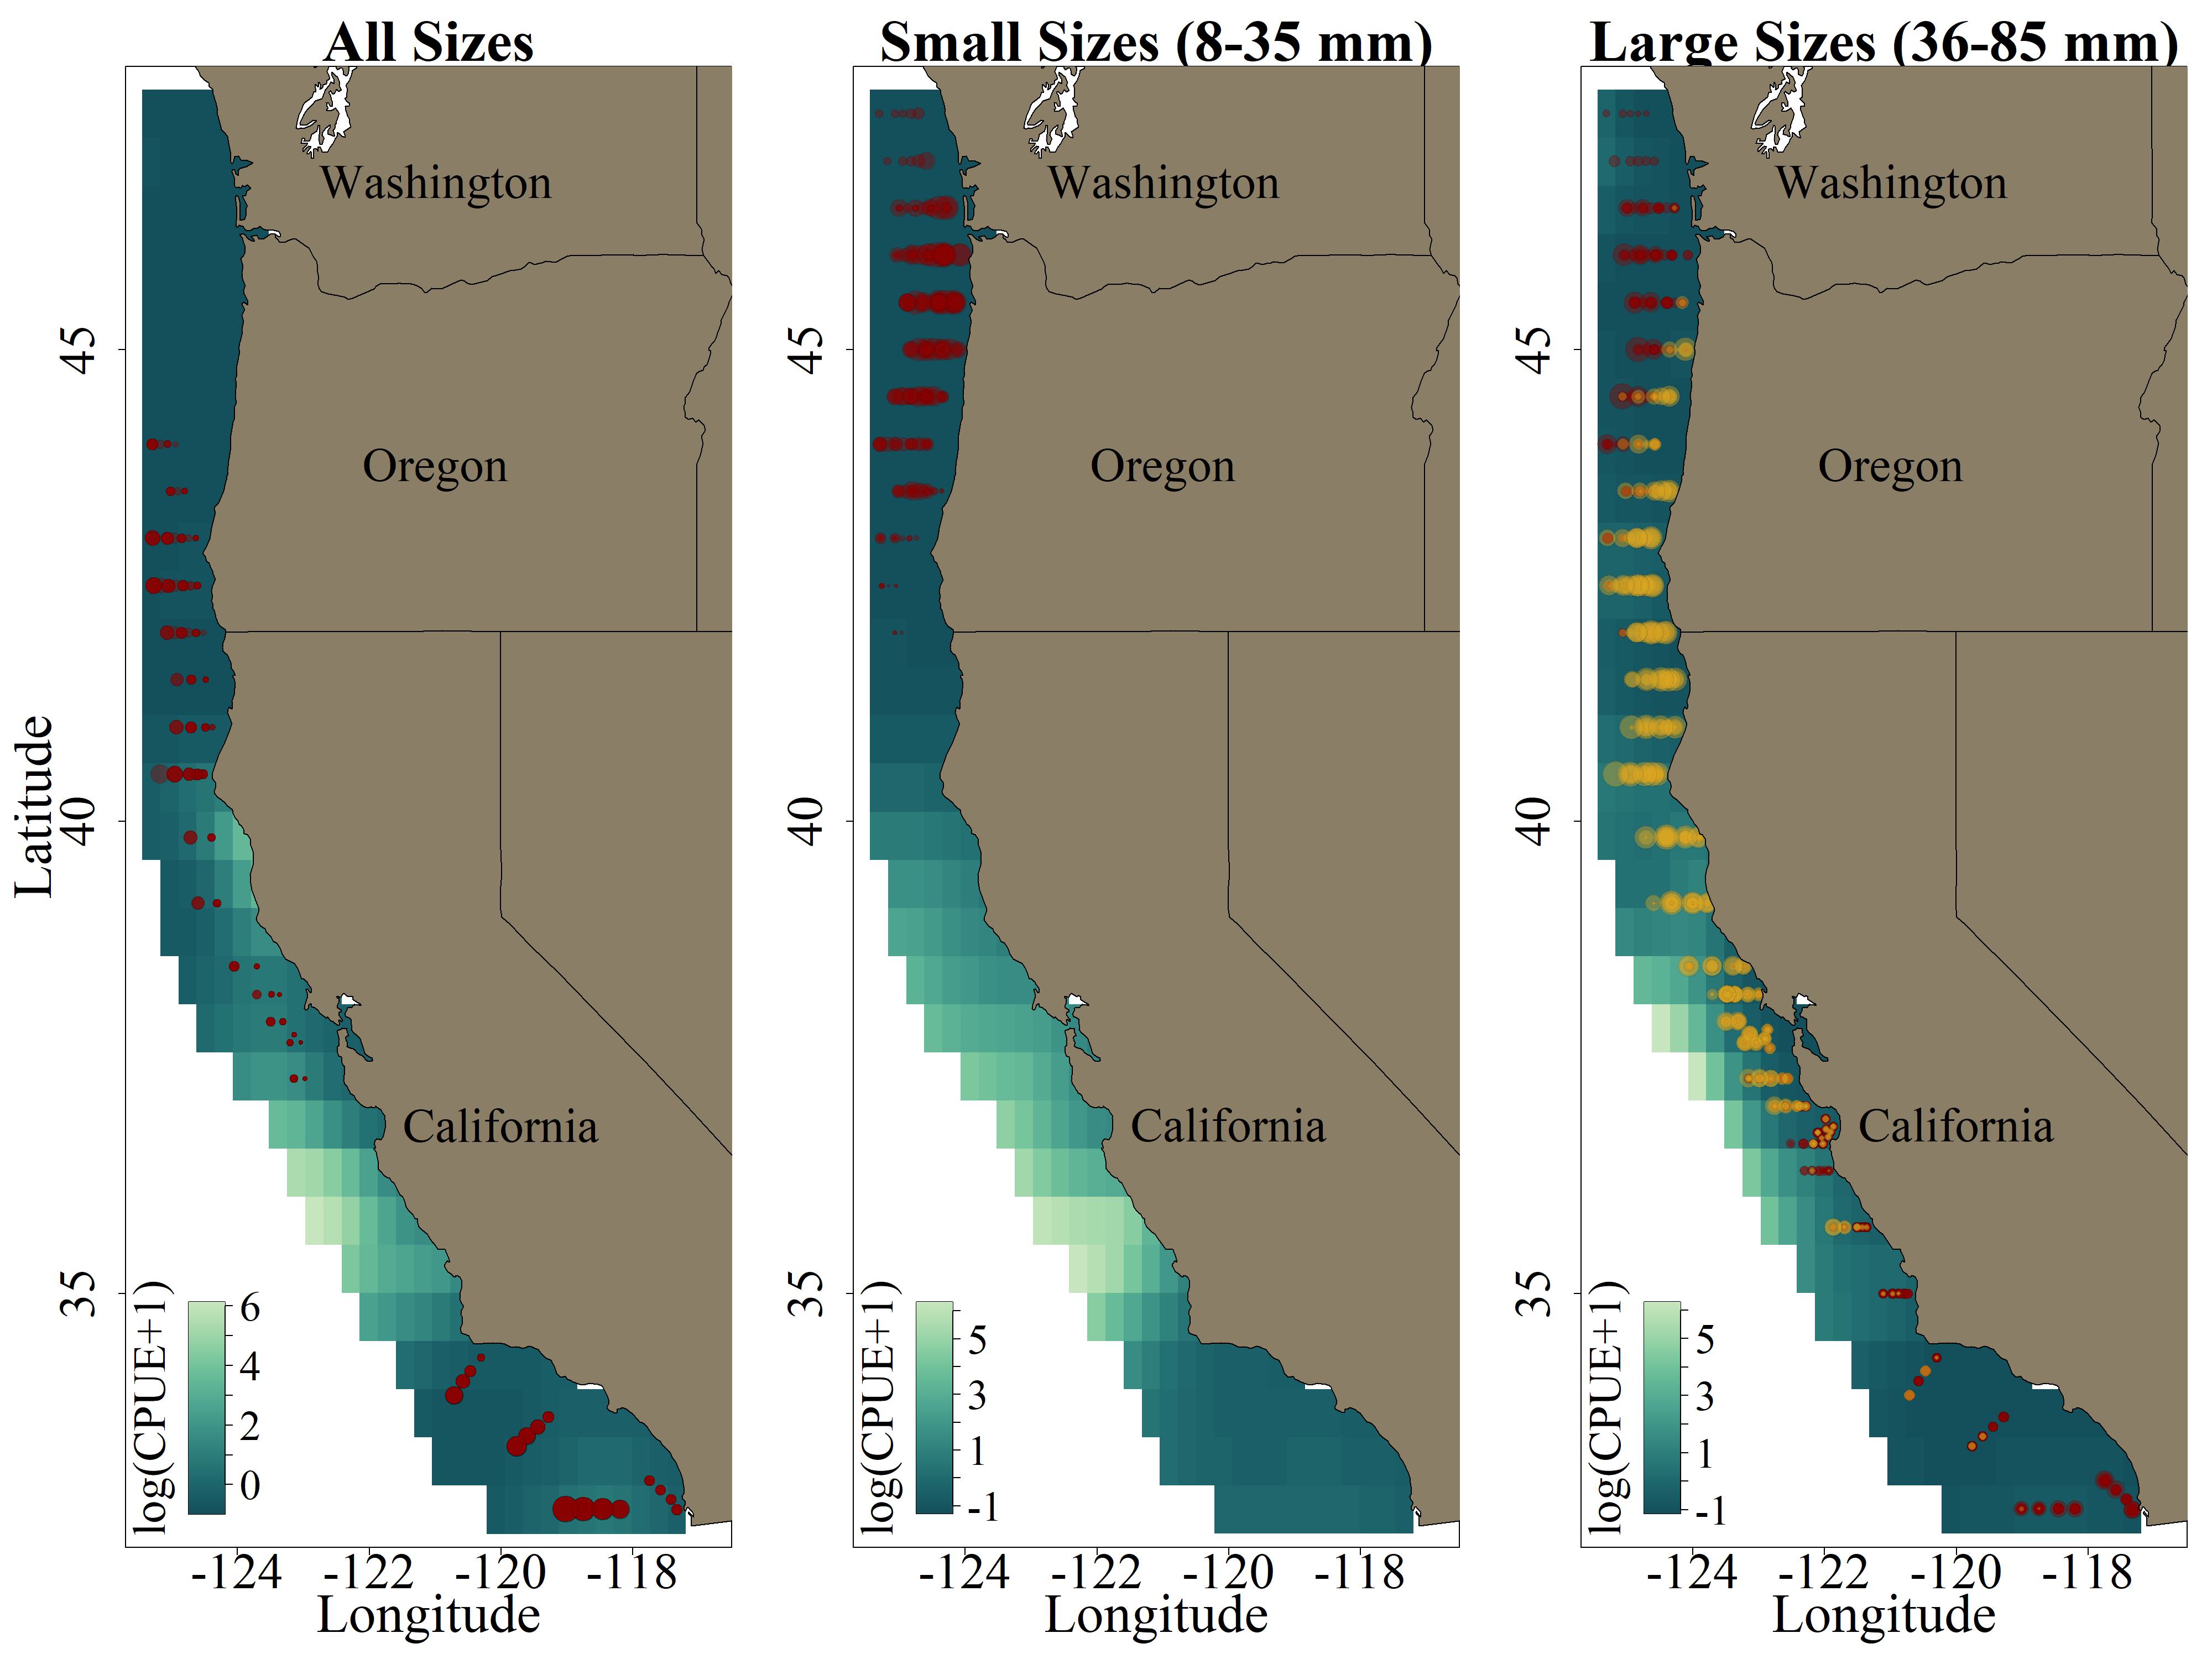 All Sizes
Small Sizes (8-35 mm)
Large Sizes (36-85 mm)
Washington
Washington
Washington
45
45
45
Oregon
Oregon
Oregon
Latitude
40
40
40
California
California
California
35
35
35
log(CPUE+1)
6
4
2
0
log(CPUE+1)
5
3
1
-1
log(CPUE+1)
5
3
1
-1
-124 -122 -120 -118
-124 -122 -120 -118
-124 -122 -120 -118
Longitude
Longitude
Longitude